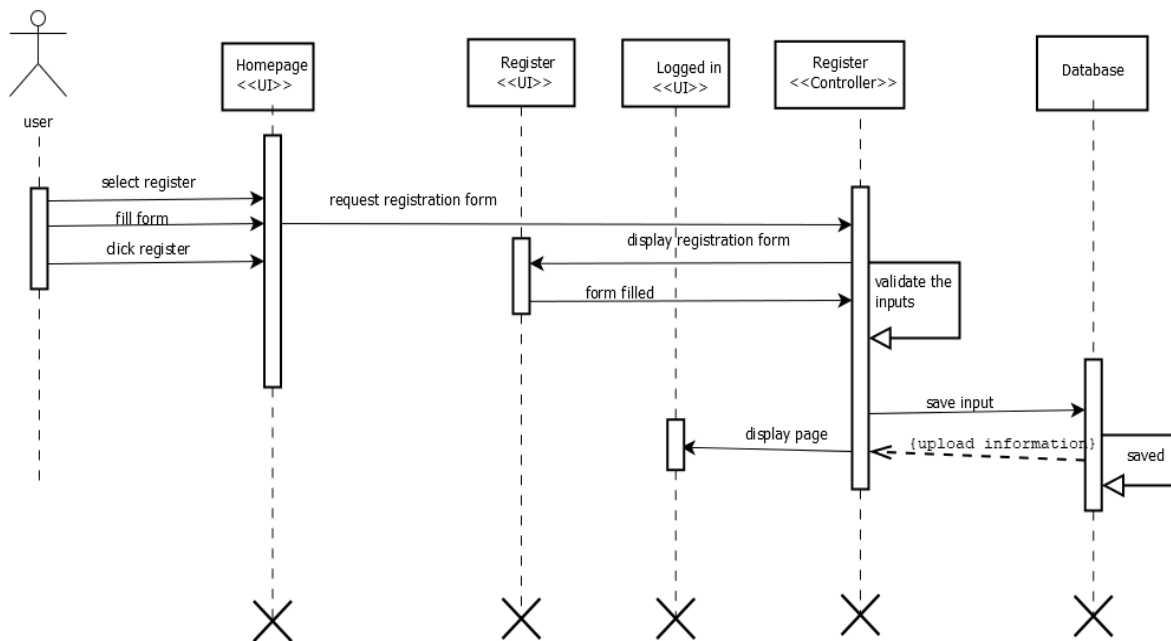 Homepage
<<UI>>
Register
<<UI>>
Logged in
<<UI>>
Register
<<Controller>>
Database
user
select register
request registration form
fill form
display registration form
click register
validate the
inputs
form filled
save input
display page
{upload information}
saved